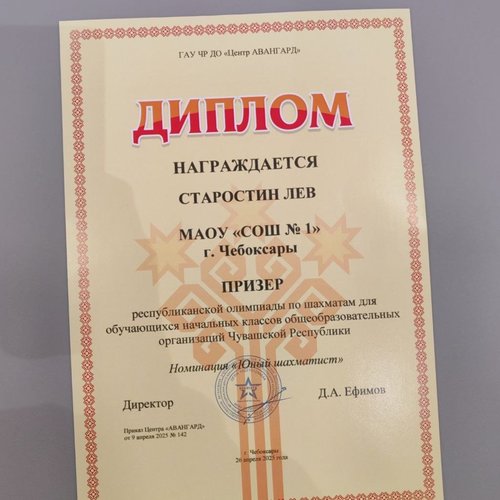 ГАУ ЧР ДО «Центр АВАНГАРД»
ДИПЛОМ
НАГРАЖДАЕТСЯ
СТАРОСТИН ЛЕВ
МАОУ «СОШ № 1»
г. Чебоксары
ПРИЗЕР
республиканской олимпиады по шахматам для
обучающихся начальных классов общеобразовательных
организаций Чувашской Республики
Номинация «Юный шахматист»
Директор
Д.А. Ефимов
Приказ Центра «АВАНГАРД»
от 9 апреля 2025 № 142
г. Чебоксары
26 апреля 2025 года